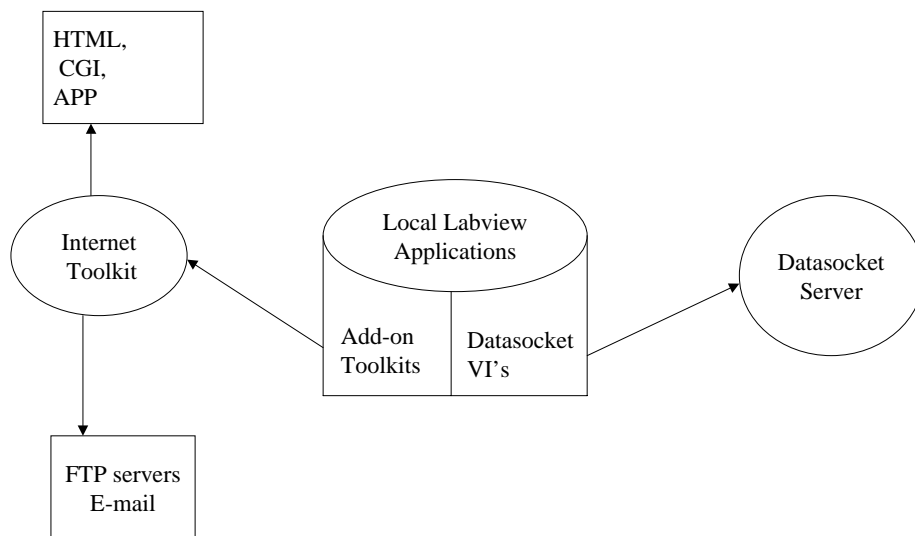 HTML,
CGI,
APP
Internet
Toolkit
Local Labview
Applications
Add-on
Toolkits
Datasocket
VI's
Datasocket
Server
FTP servers
E-mail